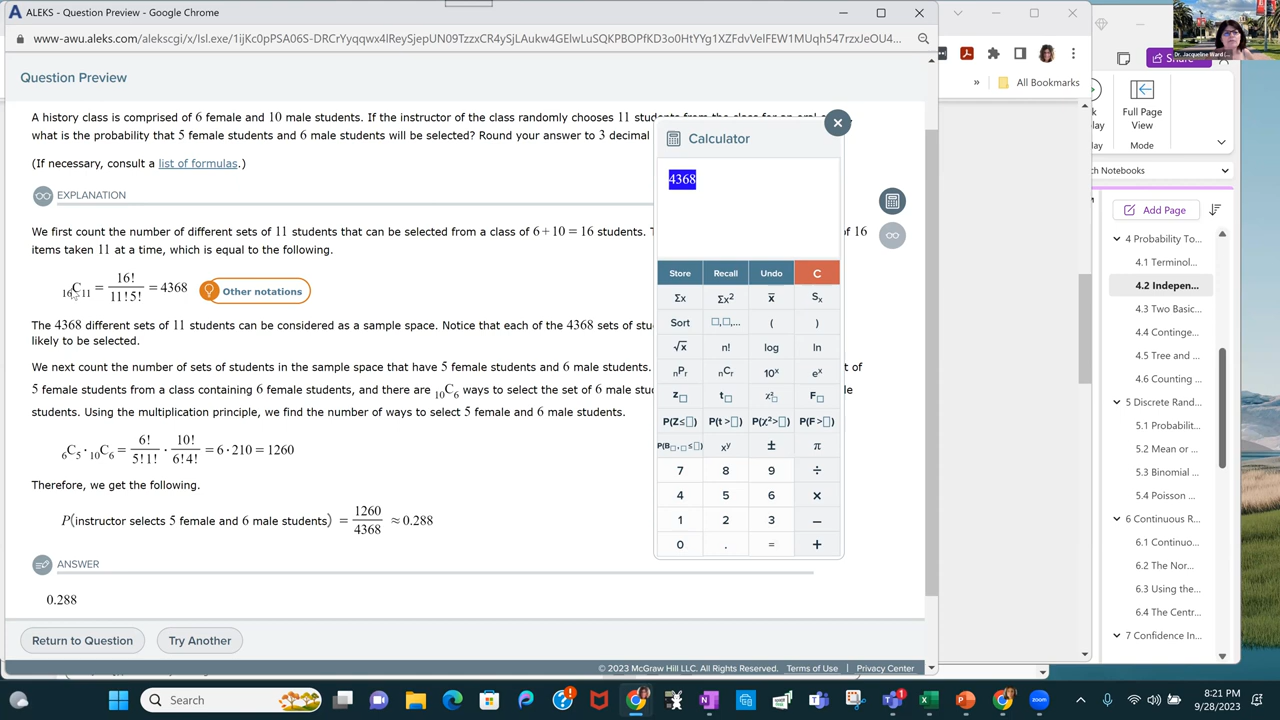 ALEKS - Question Preview - Google Chrome
Question Preview
A history class is comprised of 6 female and 10 male students. If the instructor of the class randomly chooses 11
what is the probability that 5 female students and 6 male students will be selected? Round your answer to 3 decimal
(If necessary, consult a list of formulas.)
EXPLANATION
We first count the number of different sets of 11 students that can be selected from a class of 6+10=16 students.
of 16
items taken 11 at a time, which is equal to the following.
16C11 = 16! / 11! 5! = 4368
Other notations
The 4368 different sets of 11 students can be considered as a sample space. Notice that each of the 4368 sets of
likely to be selected.
We next count the number of sets of students in the sample space that have 5 female students and 6 male students.
of
5 female students from a class containing 6 female students, and there are 10C6 ways to select the set of 6 male
students. Using the multiplication principle, we find the number of ways to select 5 female and 6 male students.
6C5 · 10C6 = 6! / 5! 1! · 10! / 6! 4! = 6 · 210 = 1260
Therefore, we get the following.
P(instructor selects 5 female and 6 male students) = 1260 / 4368 ≈ 0.288
ANSWER
0.288
Return to Question
Try Another
© 2023 McGraw Hill LLC. All Rights Reserved. Terms of Use | Privacy Center
Calculator
4368
Store Recall Undo C
Σx Σx² x̄ Sx
Sort □,□,... ( )
√x n! log ln
nPr nCr 10ˣ eˣ
z□ t□ χ²□ F□
P(Z≤□) P(t >□) P(χ²>□) P(F>□)
P(B□,□≤□) xʸ ± π
7 8 9 ÷
4 5 6 ×
1 2 3 −
0 . = +
» All Bookmarks
Dr. Jacqueline Ward
Share
Full Page
View
Mode
Notebooks
Add Page
4 Probability To...
4.1 Terminol...
4.2 Indepen...
4.3 Two Basic...
4.4 Continge...
4.5 Tree and ...
4.6 Counting ...
5 Discrete Rand...
5.1 Probabilit...
5.2 Mean or ...
5.3 Binomial ...
5.4 Poisson ...
6 Continuous R...
6.1 Continuo...
6.2 The Nor...
6.3 Using the...
6.4 The Centr...
7 Confidence In...
Search
8:21 PM
9/28/2023